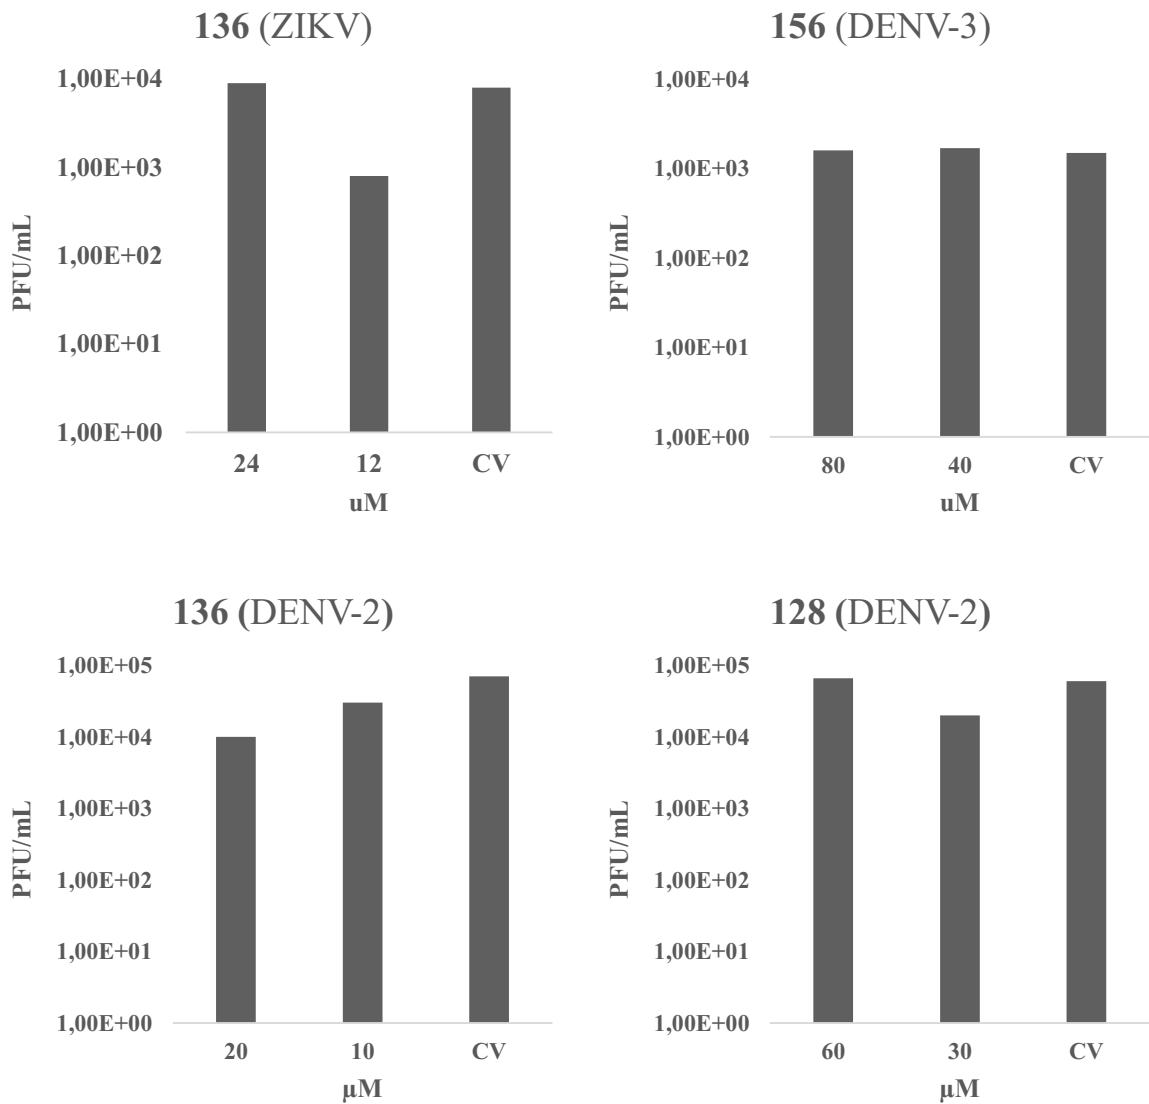 136 (ZIKV)
1,00E+04
1,00E+03
1,00E+02
1,00E+01
1,00E+00
PFU/mL
24 12 CV
uM
156 (DENV-3)
1,00E+04
1,00E+03
1,00E+02
1,00E+01
1,00E+00
PFU/mL
80 40 CV
uM
136 (DENV-2)
1,00E+05
1,00E+04
1,00E+03
1,00E+02
1,00E+01
1,00E+00
PFU/mL
20 10 CV
µM
128 (DENV-2)
1,00E+05
1,00E+04
1,00E+03
1,00E+02
1,00E+01
1,00E+00
PFU/mL
60 30 CV
µM